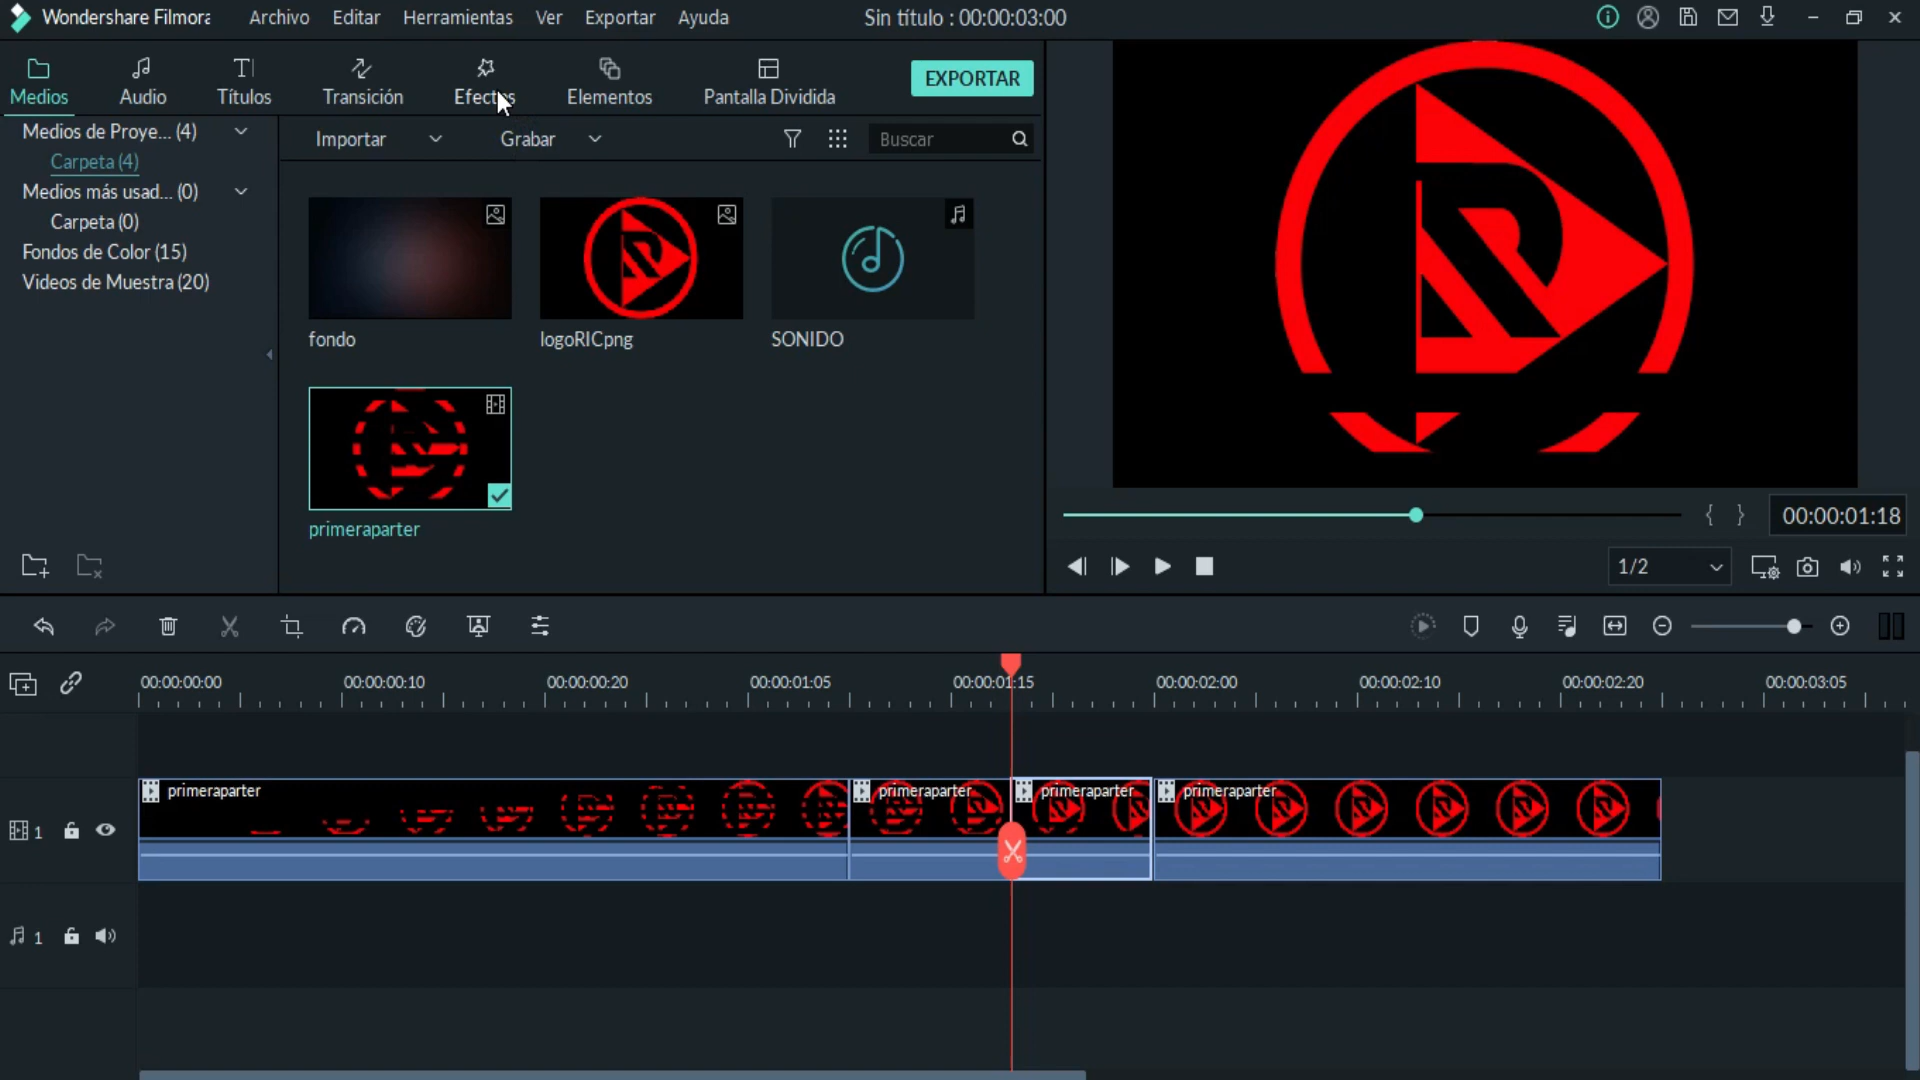 Wondershare Filmora
Archivo
Editar
Herramientas
Ver
Exportar
Ayuda
Sin título : 00:00:03:00
Medios
Audio
Títulos
Transición
Efectos
Elementos
Pantalla Dividida
EXPORTAR
Medios de Proye... (4)
Carpeta (4)
Medios más usad... (0)
Carpeta (0)
Fondos de Color (15)
Videos de Muestra (20)
Importar
Grabar
Buscar
fondo
logoRICpng
SONIDO
primeraparter
{ }
00:00:01:18
1/2
00:00:00:00
00:00:00:10
00:00:00:20
00:00:01:05
00:00:01:15
00:00:02:00
00:00:02:10
00:00:02:20
00:00:03:05
primeraparter
primeraparter
primeraparter
primeraparter
1
1